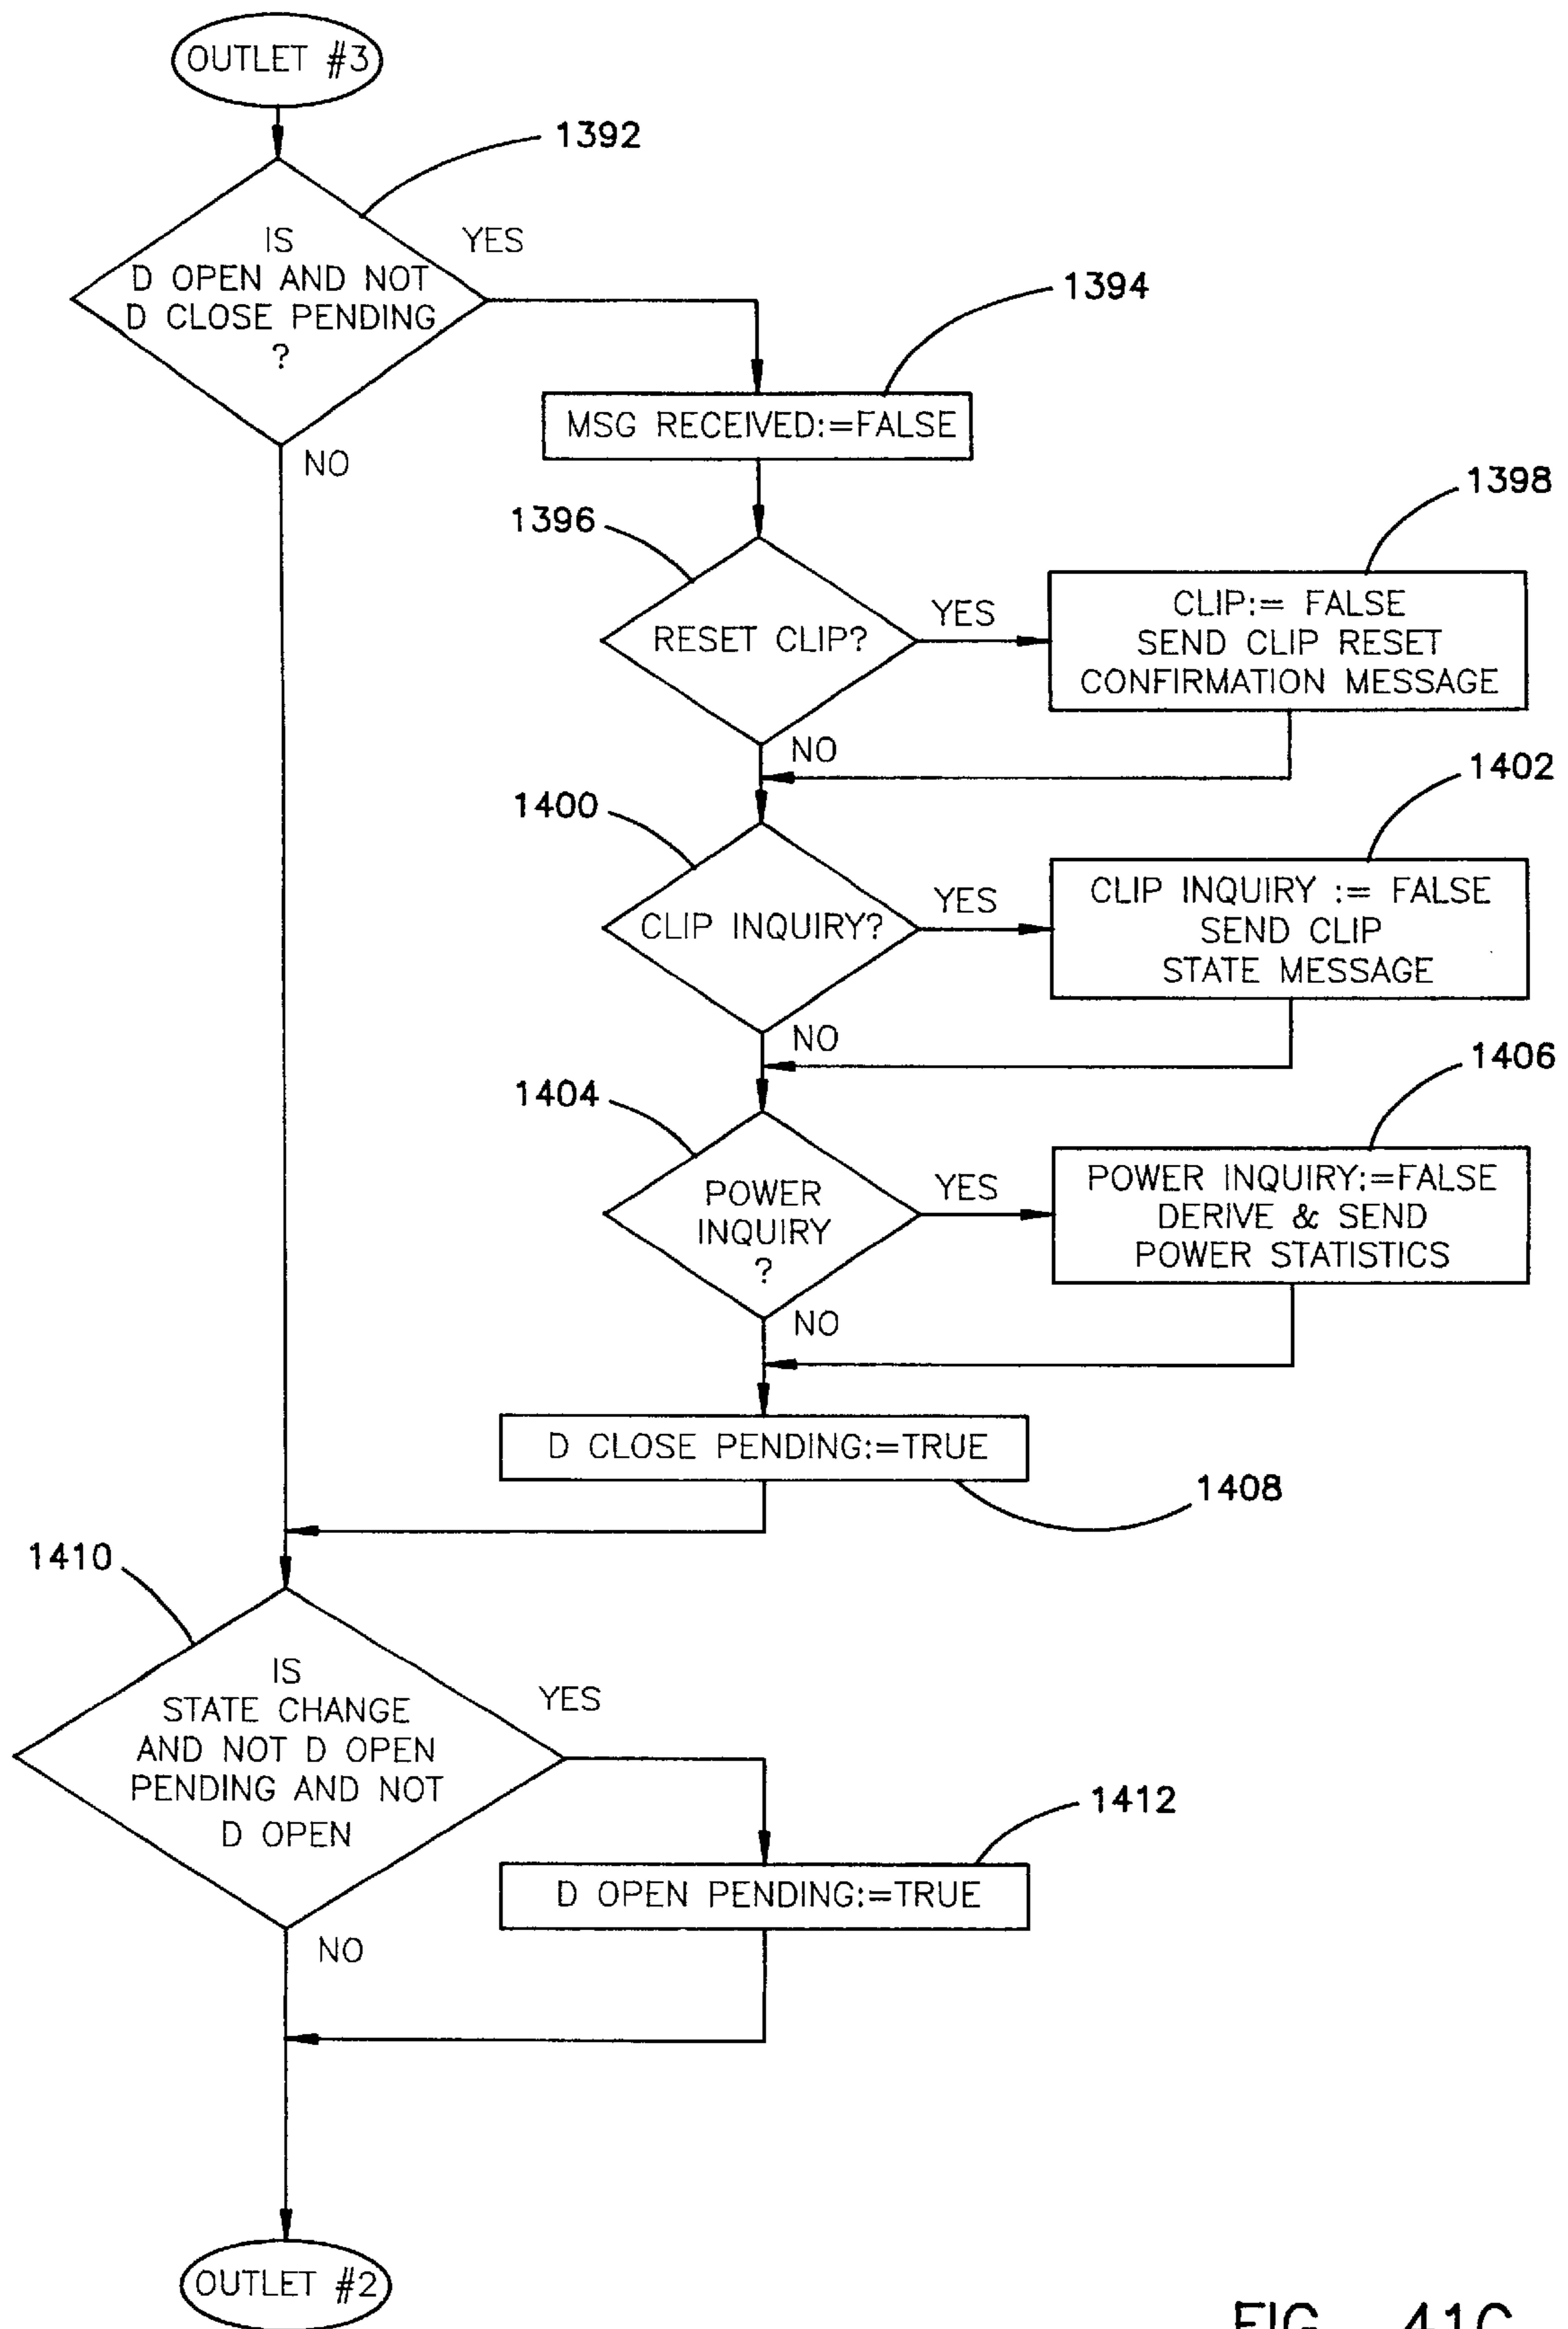 OUTLET #3
1392
IS
D OPEN AND NOT
D CLOSE PENDING
?
YES
NO
1394
MSG RECEIVED:=FALSE
1396
RESET CLIP?
YES
NO
1398
CLIP:= FALSE
SEND CLIP RESET
CONFIRMATION MESSAGE
1400
CLIP INQUIRY?
YES
NO
1402
CLIP INQUIRY := FALSE
SEND CLIP
STATE MESSAGE
1404
POWER
INQUIRY
?
YES
NO
1406
POWER INQUIRY:=FALSE
DERIVE & SEND
POWER STATISTICS
D CLOSE PENDING:=TRUE
1408
1410
IS
STATE CHANGE
AND NOT D OPEN
PENDING AND NOT
D OPEN
YES
NO
1412
D OPEN PENDING:=TRUE
OUTLET #2
FIG. 41C